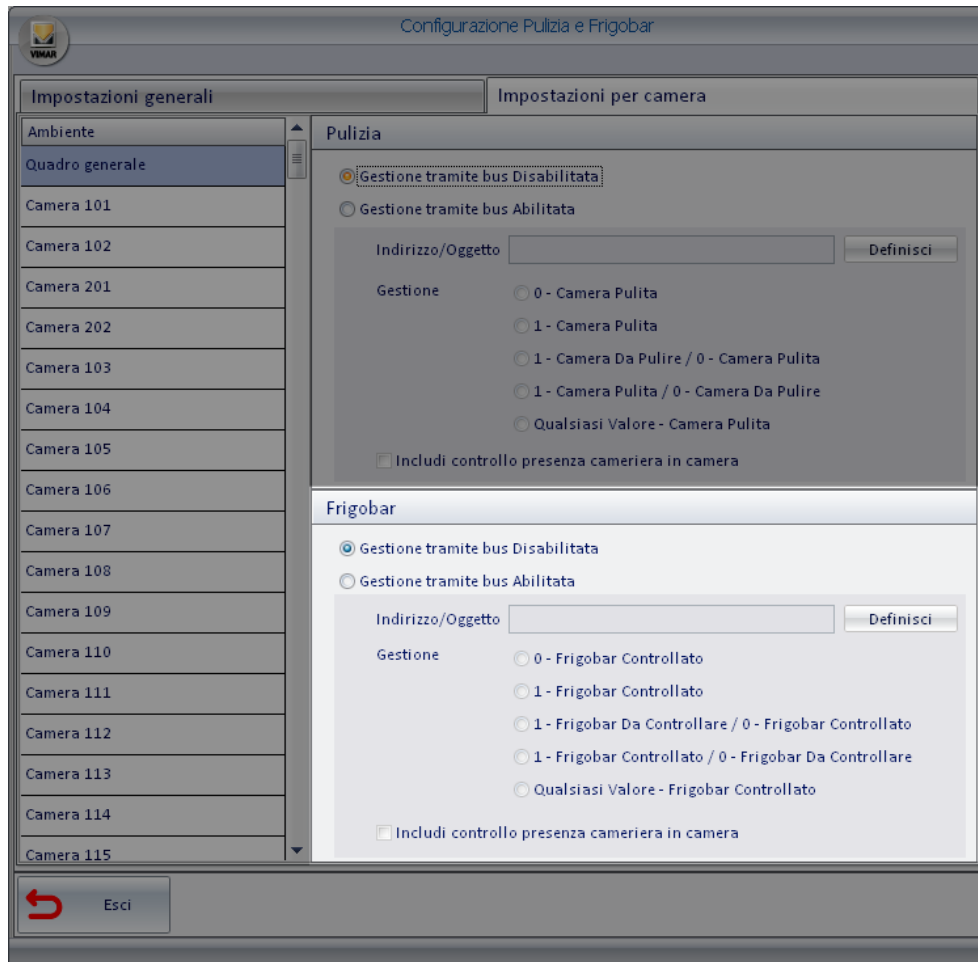 Configurazione Pulizia e Frigobar
VIMAR
Impostazioni generali
Impostazioni per camera
Ambiente
Quadro generale
Camera 101
Camera 102
Camera 201
Camera 202
Camera 103
Camera 104
Camera 105
Camera 106
Camera 107
Camera 108
Camera 109
Camera 110
Camera 111
Camera 112
Camera 113
Camera 114
Camera 115
Pulizia
Gestione tramite bus Disabilitata
Gestione tramite bus Abilitata
Indirizzo/Oggetto
Definisci
Gestione
0 - Camera Pulita
1 - Camera Pulita
1 - Camera Da Pulire / 0 - Camera Pulita
1 - Camera Pulita / 0 - Camera Da Pulire
Qualsiasi Valore - Camera Pulita
Includi controllo presenza cameriera in camera
Frigobar
Gestione tramite bus Disabilitata
Gestione tramite bus Abilitata
Indirizzo/Oggetto
Definisci
Gestione
0 - Frigobar Controllato
1 - Frigobar Controllato
1 - Frigobar Da Controllare / 0 - Frigobar Controllato
1 - Frigobar Controllato / 0 - Frigobar Da Controllare
Qualsiasi Valore - Frigobar Controllato
Includi controllo presenza cameriera in camera
Esci